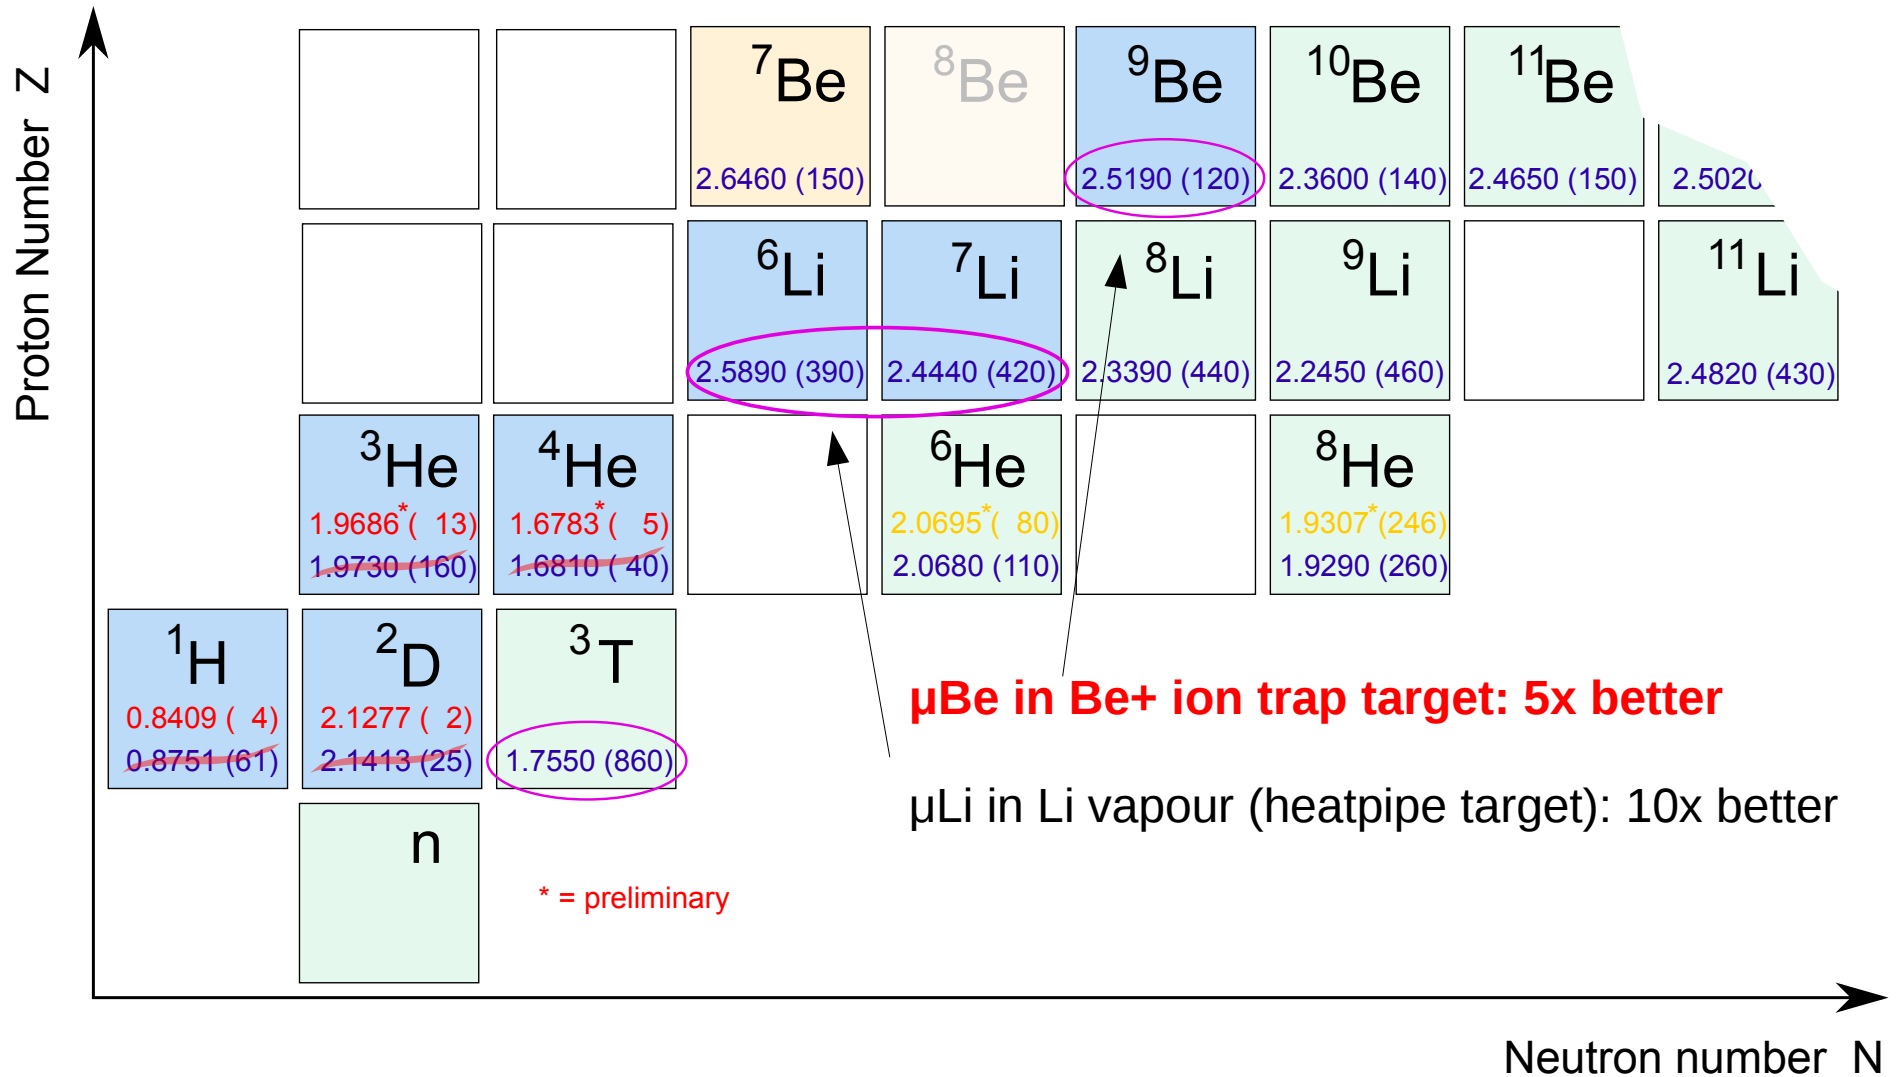 Proton Number Z
7Be
8Be
9Be
10Be
11Be
2.6460 (150)
2.5190 (120)
2.3600 (140)
2.4650 (150)
2.5020
6Li
7Li
8Li
9Li
11Li
2.5890 (390)
2.4440 (420)
2.3390 (440)
2.2450 (460)
2.4820 (430)
3He
4He
6He
8He
1.9686*( 13)
1.6783*( 5)
2.0695*( 80)
1.9307*(246)
1.9730 (160)
1.6810 ( 40)
2.0680 (110)
1.9290 (260)
1H
2D
3T
0.8409 ( 4)
2.1277 ( 2)
0.8751 (61)
2.1413 (25)
1.7550 (860)
μBe in Be+ ion trap target: 5x better
μLi in Li vapour (heatpipe target): 10x better
n
* = preliminary
Neutron number N